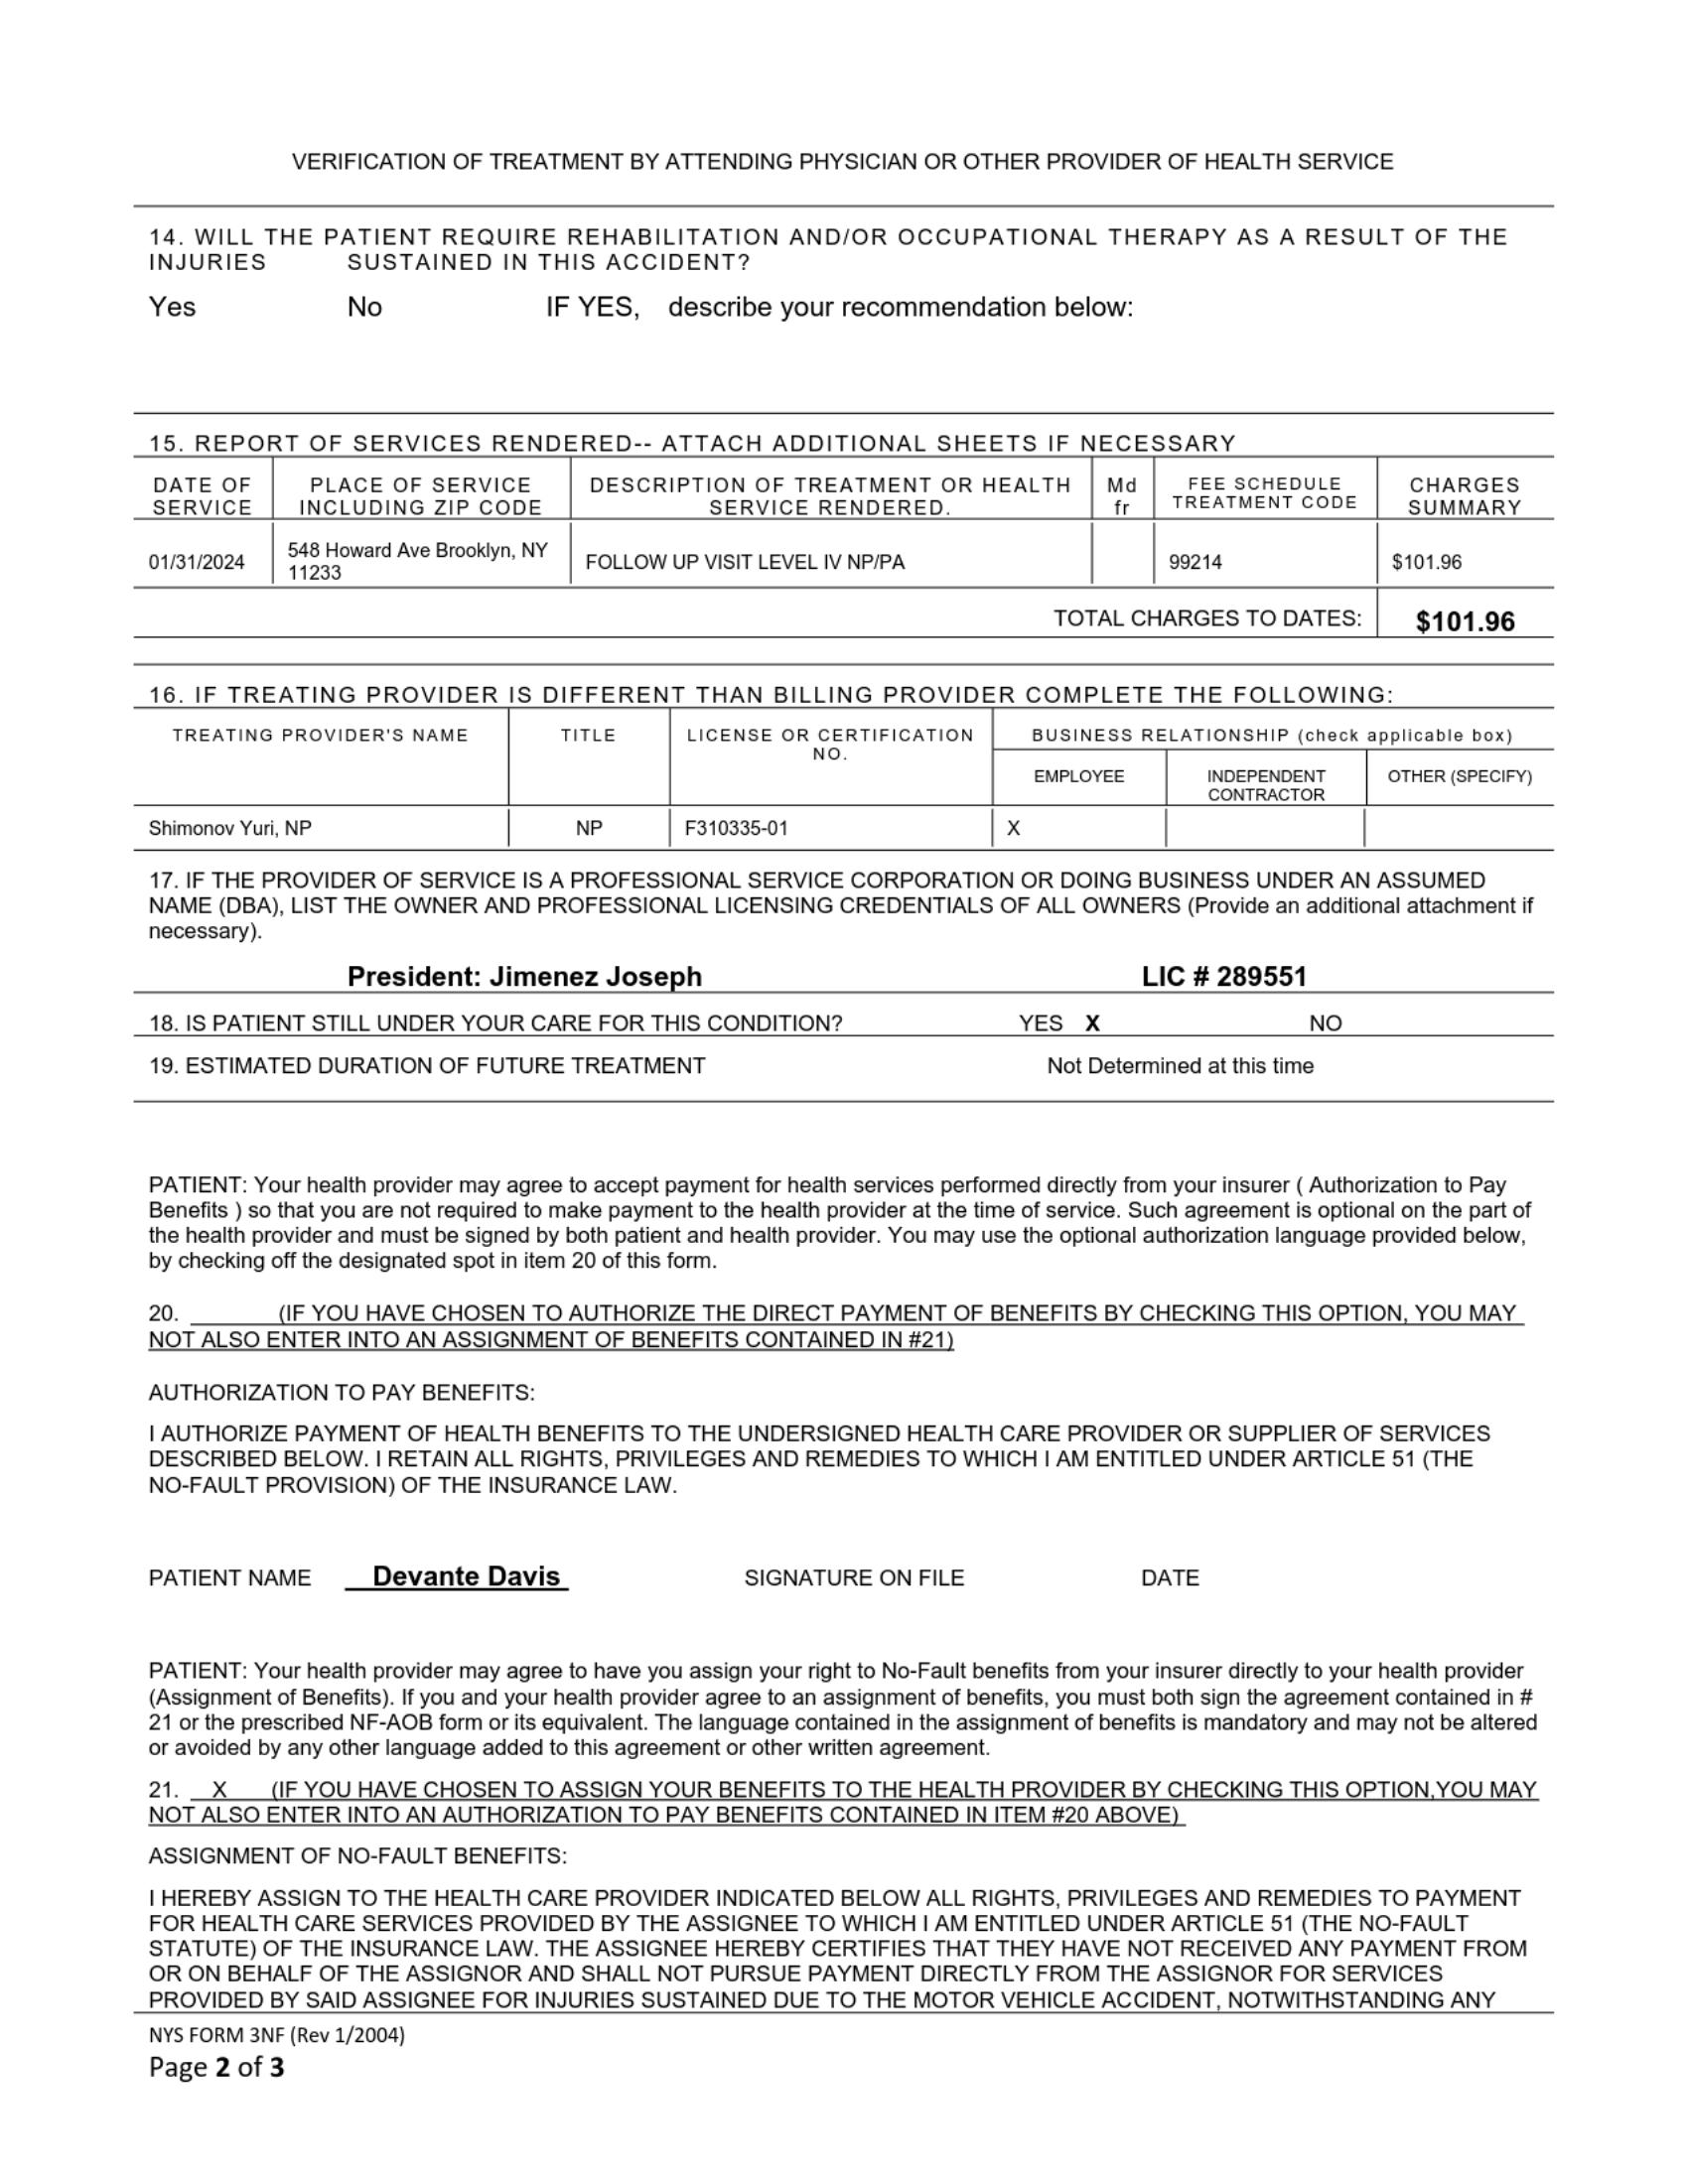 VERIFICATION OF TREATMENT BY ATTENDING PHYSICIAN OR OTHER PROVIDER OF HEALTH SERVICE
14. WILL THE PATIENT REQUIRE REHABILITATION AND/OR OCCUPATIONAL THERAPY AS A RESULT OF THE
INJURIES SUSTAINED IN THIS ACCIDENT?
Yes No IF YES, describe your recommendation below:
15. REPORT OF SERVICES RENDERED-- ATTACH ADDITIONAL SHEETS IF NECESSARY
DATE OF SERVICE PLACE OF SERVICE INCLUDING ZIP CODE DESCRIPTION OF TREATMENT OR HEALTH SERVICE RENDERED. Md fr FEE SCHEDULE TREATMENT CODE CHARGES SUMMARY
01/31/2024 548 Howard Ave Brooklyn, NY 11233 FOLLOW UP VISIT LEVEL IV NP/PA 99214 $101.96
TOTAL CHARGES TO DATES: $101.96
16. IF TREATING PROVIDER IS DIFFERENT THAN BILLING PROVIDER COMPLETE THE FOLLOWING:
TREATING PROVIDER'S NAME TITLE LICENSE OR CERTIFICATION NO. BUSINESS RELATIONSHIP (check applicable box)
EMPLOYEE INDEPENDENT CONTRACTOR OTHER (SPECIFY)
Shimonov Yuri, NP NP F310335-01 X
17. IF THE PROVIDER OF SERVICE IS A PROFESSIONAL SERVICE CORPORATION OR DOING BUSINESS UNDER AN ASSUMED
NAME (DBA), LIST THE OWNER AND PROFESSIONAL LICENSING CREDENTIALS OF ALL OWNERS (Provide an additional attachment if
necessary).
President: Jimenez Joseph LIC # 289551
18. IS PATIENT STILL UNDER YOUR CARE FOR THIS CONDITION? YES X NO
19. ESTIMATED DURATION OF FUTURE TREATMENT Not Determined at this time
PATIENT: Your health provider may agree to accept payment for health services performed directly from your insurer ( Authorization to Pay
Benefits ) so that you are not required to make payment to the health provider at the time of service. Such agreement is optional on the part of
the health provider and must be signed by both patient and health provider. You may use the optional authorization language provided below,
by checking off the designated spot in item 20 of this form.
20. ______ (IF YOU HAVE CHOSEN TO AUTHORIZE THE DIRECT PAYMENT OF BENEFITS BY CHECKING THIS OPTION, YOU MAY
NOT ALSO ENTER INTO AN ASSIGNMENT OF BENEFITS CONTAINED IN #21)
AUTHORIZATION TO PAY BENEFITS:
I AUTHORIZE PAYMENT OF HEALTH BENEFITS TO THE UNDERSIGNED HEALTH CARE PROVIDER OR SUPPLIER OF SERVICES
DESCRIBED BELOW. I RETAIN ALL RIGHTS, PRIVILEGES AND REMEDIES TO WHICH I AM ENTITLED UNDER ARTICLE 51 (THE
NO-FAULT PROVISION) OF THE INSURANCE LAW.
PATIENT NAME Devante Davis SIGNATURE ON FILE DATE
PATIENT: Your health provider may agree to have you assign your right to No-Fault benefits from your insurer directly to your health provider
(Assignment of Benefits). If you and your health provider agree to an assignment of benefits, you must both sign the agreement contained in #
21 or the prescribed NF-AOB form or its equivalent. The language contained in the assignment of benefits is mandatory and may not be altered
or avoided by any other language added to this agreement or other written agreement.
21. X (IF YOU HAVE CHOSEN TO ASSIGN YOUR BENEFITS TO THE HEALTH PROVIDER BY CHECKING THIS OPTION,YOU MAY
NOT ALSO ENTER INTO AN AUTHORIZATION TO PAY BENEFITS CONTAINED IN ITEM #20 ABOVE)
ASSIGNMENT OF NO-FAULT BENEFITS:
I HEREBY ASSIGN TO THE HEALTH CARE PROVIDER INDICATED BELOW ALL RIGHTS, PRIVILEGES AND REMEDIES TO PAYMENT
FOR HEALTH CARE SERVICES PROVIDED BY THE ASSIGNEE TO WHICH I AM ENTITLED UNDER ARTICLE 51 (THE NO-FAULT
STATUTE) OF THE INSURANCE LAW. THE ASSIGNEE HEREBY CERTIFIES THAT THEY HAVE NOT RECEIVED ANY PAYMENT FROM
OR ON BEHALF OF THE ASSIGNOR AND SHALL NOT PURSUE PAYMENT DIRECTLY FROM THE ASSIGNOR FOR SERVICES
PROVIDED BY SAID ASSIGNEE FOR INJURIES SUSTAINED DUE TO THE MOTOR VEHICLE ACCIDENT, NOTWITHSTANDING ANY
NYS FORM 3NF (Rev 1/2004)
Page 2 of 3